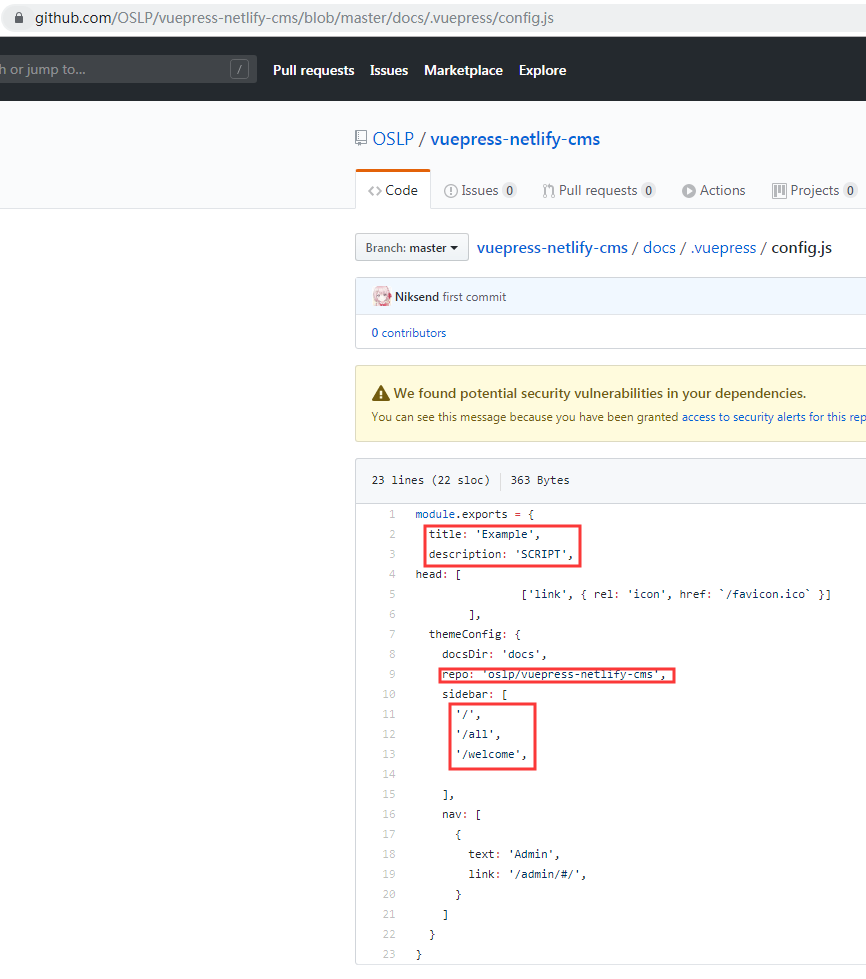 github.com/OSLP/vuepress-netlify-cms/blob/master/docs/.vuepress/config.js
h or jump to... / Pull requests Issues Marketplace Explore
OSLP / vuepress-netlify-cms
<> Code Issues 0 Pull requests 0 Actions Projects 0
Branch: master vuepress-netlify-cms / docs / .vuepress / config.js
Niksend first commit
0 contributors
We found potential security vulnerabilities in your dependencies.
You can see this message because you have been granted access to security alerts for this rep
23 lines (22 sloc) 363 Bytes
1 module.exports = {
2 title: 'Example',
3 description: 'SCRIPT',
4 head: [
5 ['link', { rel: 'icon', href: `/favicon.ico` }]
6 ],
7 themeConfig: {
8 docsDir: 'docs',
9 repo: 'oslp/vuepress-netlify-cms',
10 sidebar: [
11 '/',
12 '/all',
13 '/welcome',
14
15 ],
16 nav: [
17 {
18 text: 'Admin',
19 link: '/admin/#/',
20 }
21 ]
22 }
23 }